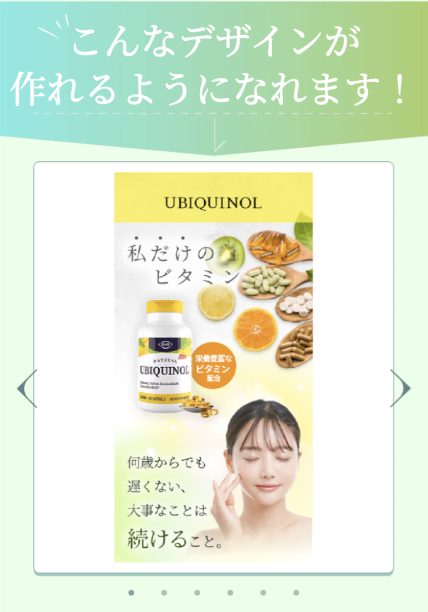 こんなデザインが
作れるようになれます！
UBIQUINOL
私だけの
ビタミン
NATURAL
UBIQUINOL
栄養豊富な
ビタミン
配合
何歳からでも
遅くない、
大事なことは
続けること。